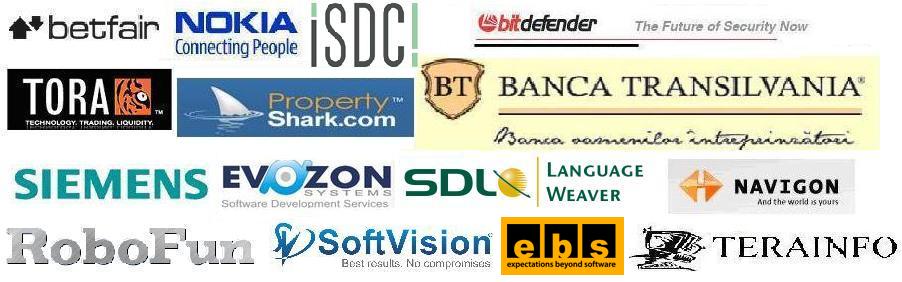 betfair
NOKIA
Connecting People
iSDC!
bitdefender
The Future of Security Now
TORA
TECHNOLOGY. TRADING. LIQUIDITY.™
Property
Shark.com™
BT
BANCA TRANSILVANIA®
Banca oamenilor întreprinzători
SIEMENS
EVOZON
SYSTEMS
Software Development Services
SDL
LANGUAGE
WEAVER
NAVIGON
And the world is yours
RoboFun
SoftVision®
Best results. No compromises
ebs
expectations beyond software
TERAINFO